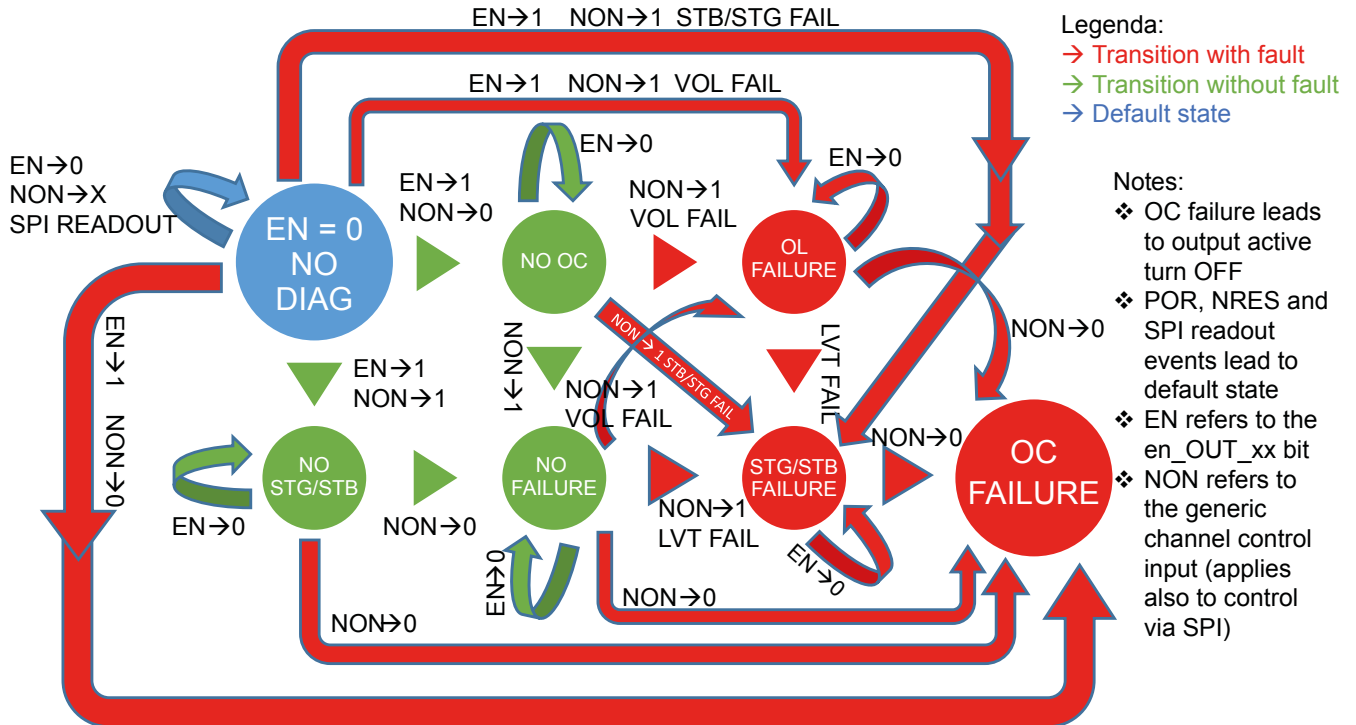 EN→1 NON→1 STB/STG FAIL
Legenda:
→ Transition with fault
→ Transition without fault
→ Default state
EN→1 NON→1 VOL FAIL
EN→0
NON→X
SPI READOUT
EN = 0
NO
DIAG
EN→1
NON→0
EN→0
NO OC
NON→1
VOL FAIL
EN→0
OL
FAILURE
NON→0
Notes:
❖ OC failure leads
to output active
turn OFF
❖ POR, NRES and
SPI readout
events lead to
default state
❖ EN refers to the
en_OUT_xx bit
❖ NON refers to
the generic
channel control
input (applies
also to control
via SPI)
EN→1 NON→0
EN→1
NON→1
NON→1
NON → 1 STB/STG FAIL
NON→1
VOL FAIL
LVT FAIL
NO
STG/STB
EN→0
NON→0
NO
FAILURE
EN→0
NON→1
LVT FAIL
STG/STB
FAILURE
EN→0
NON→0
OC
FAILURE
NON→0
NON→0